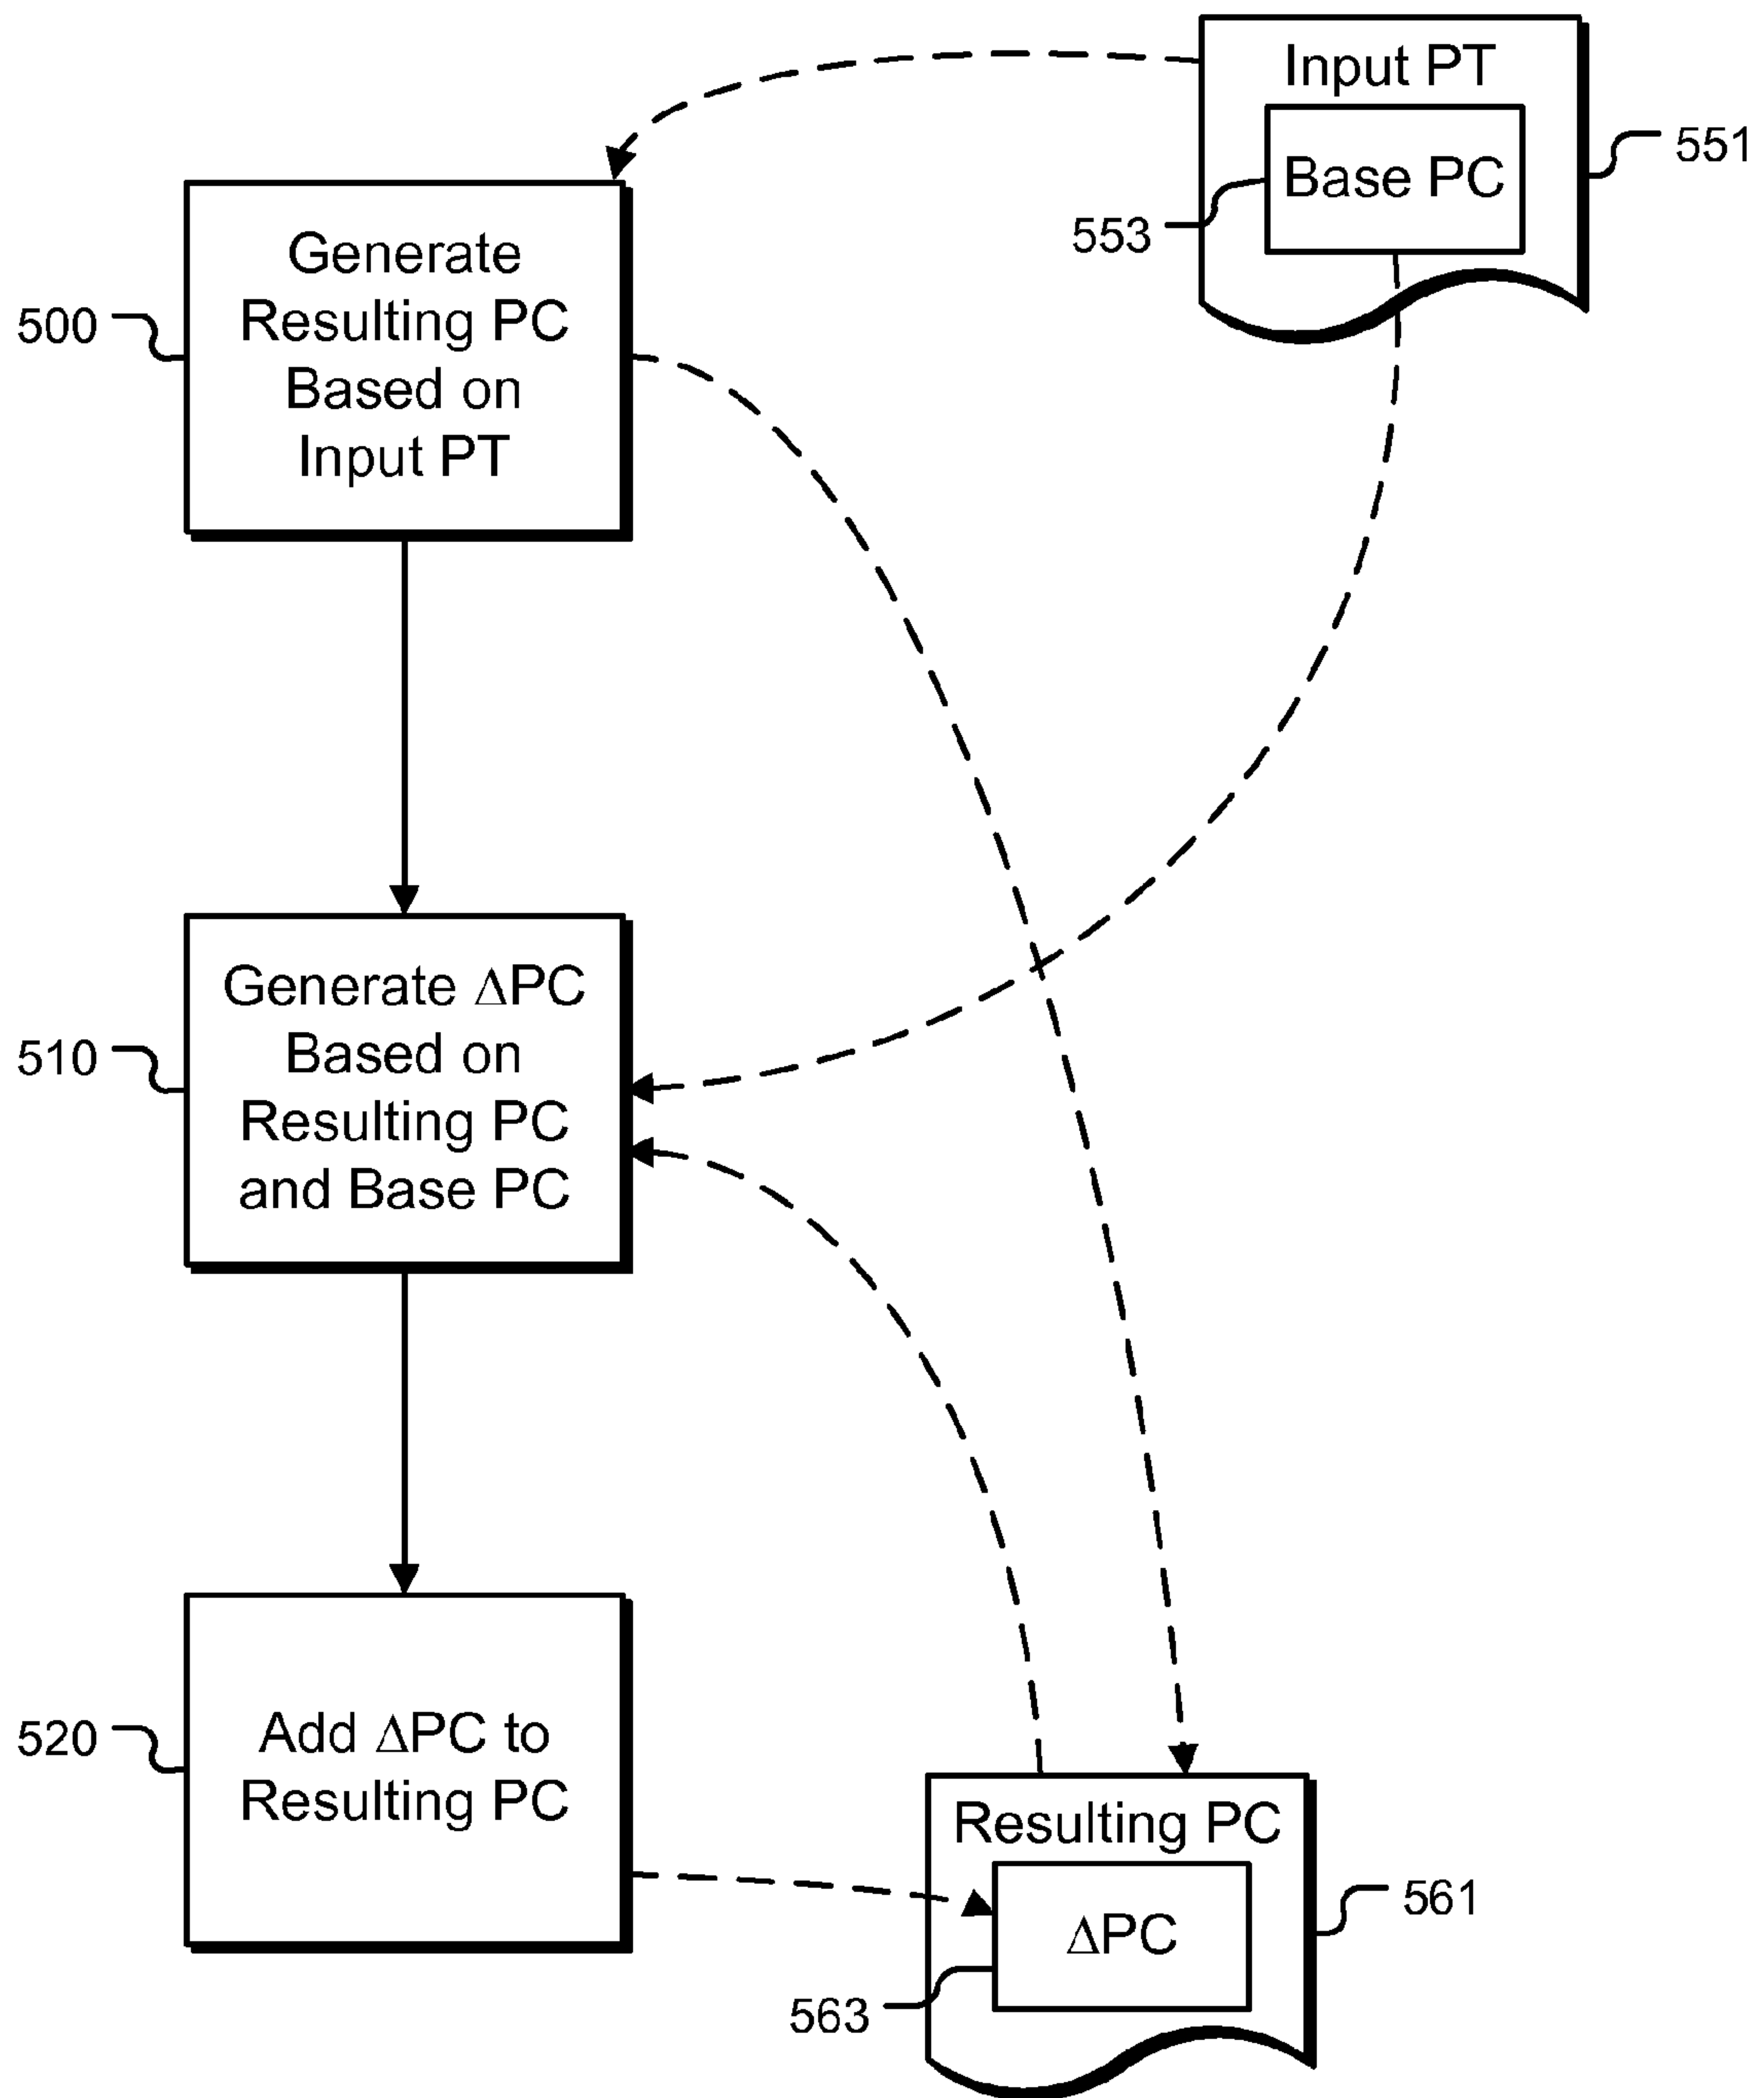 Input PT
551
Base PC
553
Generate
Resulting PC
Based on
Input PT
500
Generate ΔPC
Based on
Resulting PC
and Base PC
510
Add ΔPC to
Resulting PC
520
Resulting PC
561
ΔPC
563